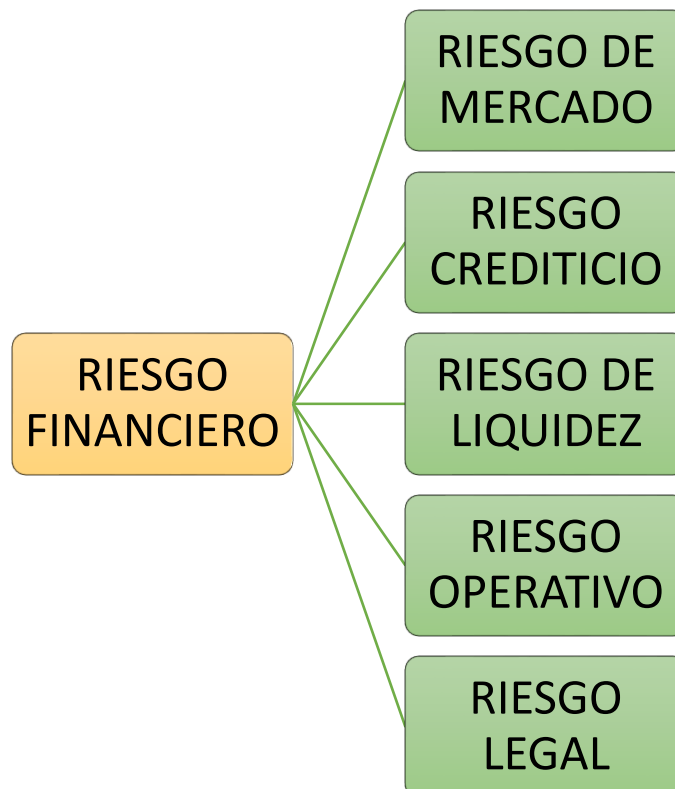 RIESGO DE
MERCADO
RIESGO
CREDITICIO
RIESGO
FINANCIERO
RIESGO DE
LIQUIDEZ
RIESGO
OPERATIVO
RIESGO
LEGAL